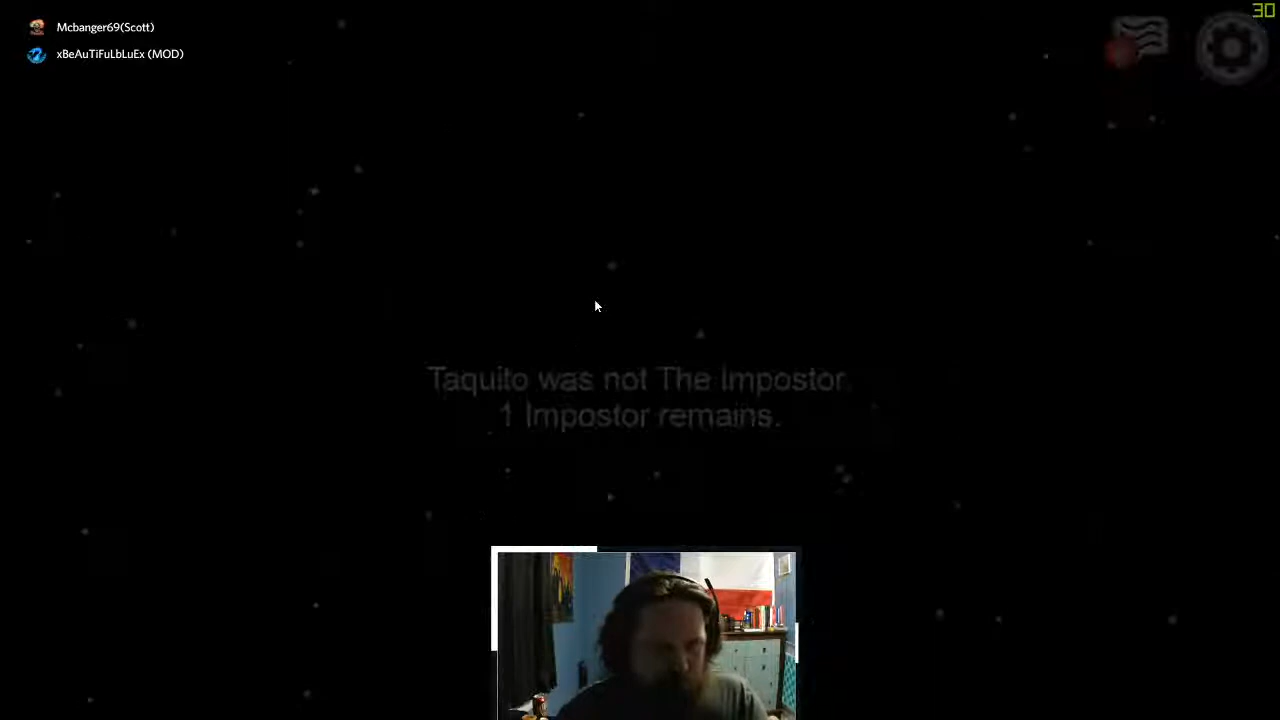 30
Mcbanger69(Scott)
xBeAuTiFuLbLuEx (MOD)
Taquito was not The Impostor.
1 Impostor remains.